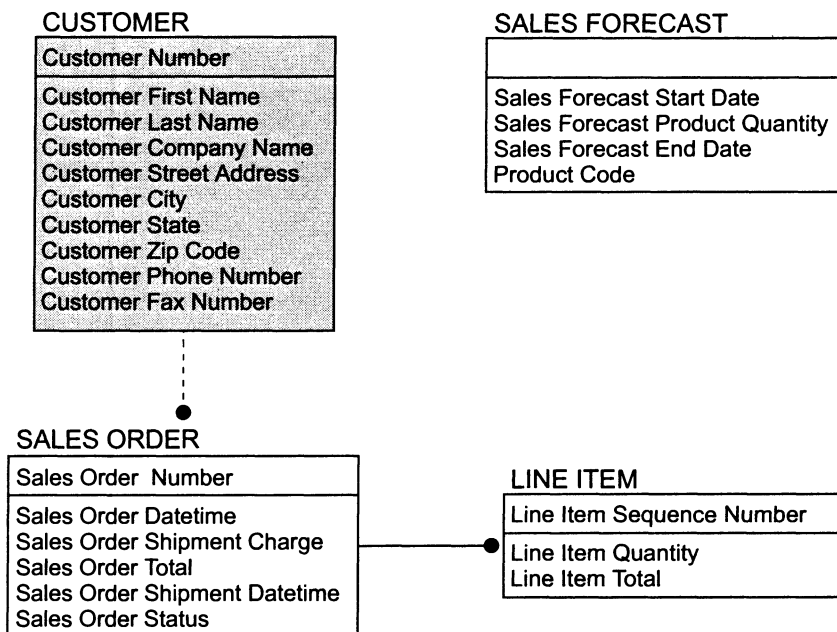 CUSTOMER
Customer Number
Customer First Name
Customer Last Name
Customer Company Name
Customer Street Address
Customer City
Customer State
Customer Zip Code
Customer Phone Number
Customer Fax Number
SALES FORECAST
Sales Forecast Start Date
Sales Forecast Product Quantity
Sales Forecast End Date
Product Code
SALES ORDER
Sales Order Number
Sales Order Datetime
Sales Order Shipment Charge
Sales Order Total
Sales Order Shipment Datetime
Sales Order Status
LINE ITEM
Line Item Sequence Number
Line Item Quantity
Line Item Total